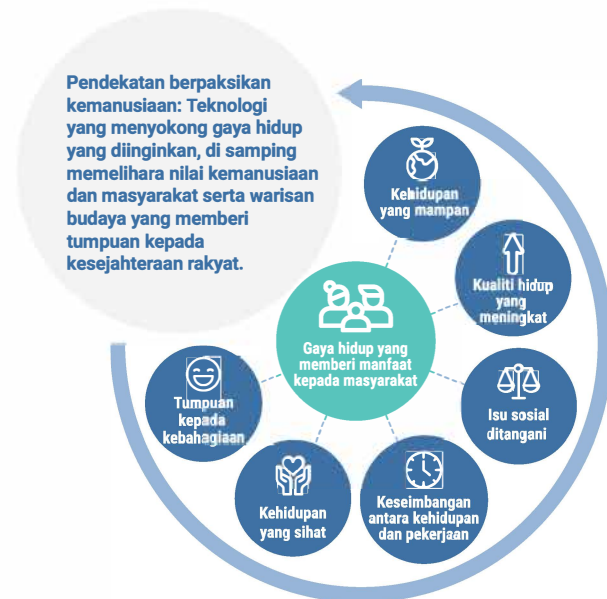 Pendekatan berpaksikan
kemanusiaan: Teknologi
yang menyokong gaya hidup
yang diinginkan, di samping
memelihara nilai kemanusiaan
dan masyarakat serta warisan
budaya yang memberi
tumpuan kepada
kesejahteraan rakyat.
Kehidupan
yang mampan
Kualiti hidup
yang
meningkat
Gaya hidup yang
memberi manfaat
kepada masyarakat
Isu sosial
ditangani
Tumpuan
kepada
kebahagiaan
Keseimbangan
antara kehidupan
dan pekerjaan
Kehidupan
yang sihat